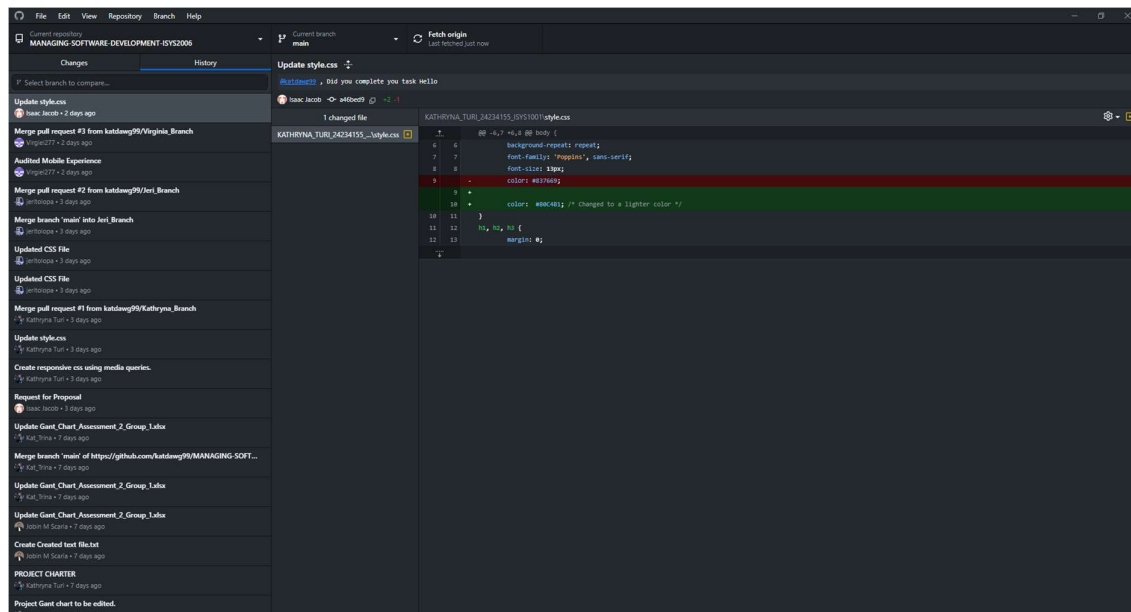 File Edit View Repository Branch Help
Current repository
MANAGING-SOFTWARE-DEVELOPMENT-ISYS2006
Current branch
main
Fetch origin
Last fetched just now
Changes History
Select branch to compare...
Update style.css
Isaac Jacob • 2 days ago
Merge pull request #3 from katdawg99/Virginia_Branch
Virgiel277 • 2 days ago
Audited Mobile Experience
Virgiel277 • 2 days ago
Merge pull request #2 from katdawg99/Jeri_Branch
jeritolopa • 3 days ago
Merge branch 'main' into Jeri_Branch
jeritolopa • 3 days ago
Updated CSS File
jeritolopa • 3 days ago
Updated CSS File
jeritolopa • 3 days ago
Merge pull request #1 from katdawg99/Kathryna_Branch
Kathryna Turi • 3 days ago
Update style.css
Kathryna Turi • 3 days ago
Create responsive css using media queries.
Kathryna Turi • 3 days ago
Request for Proposal
Isaac Jacob • 3 days ago
Update Gant_Chart_Assessment_2_Group_1.xlsx
Kat_Trina • 7 days ago
Merge branch 'main' of https://github.com/katdawg99/MANAGING-SOFT...
Kat_Trina • 7 days ago
Update Gant_Chart_Assessment_2_Group_1.xlsx
Kat_Trina • 7 days ago
Update Gant_Chart_Assessment_2_Group_1.xlsx
Jobin M Scaria • 7 days ago
Create Created text file.txt
Jobin M Scaria • 7 days ago
PROJECT CHARTER
Kathryna Turi • 7 days ago
Project Gant chart to be edited.
Update style.css
@katdawg99 , Did you complete you task Hello
Isaac Jacob a46bed9 +2 -1
1 changed file
KATHRYNA_TURI_24234155_...\style.css
KATHRYNA_TURI_24234155_ISYS1001\style.css
@@ -6,7 +6,8 @@ body {
6 6 background-repeat: repeat;
7 7 font-family: 'Poppins', sans-serif;
8 8 font-size: 13px;
9 - color: #837669;
9 +
10 + color: #B0C4B1; /* Changed to a lighter color */
10 11 }
11 12 h1, h2, h3 {
12 13 margin: 0;